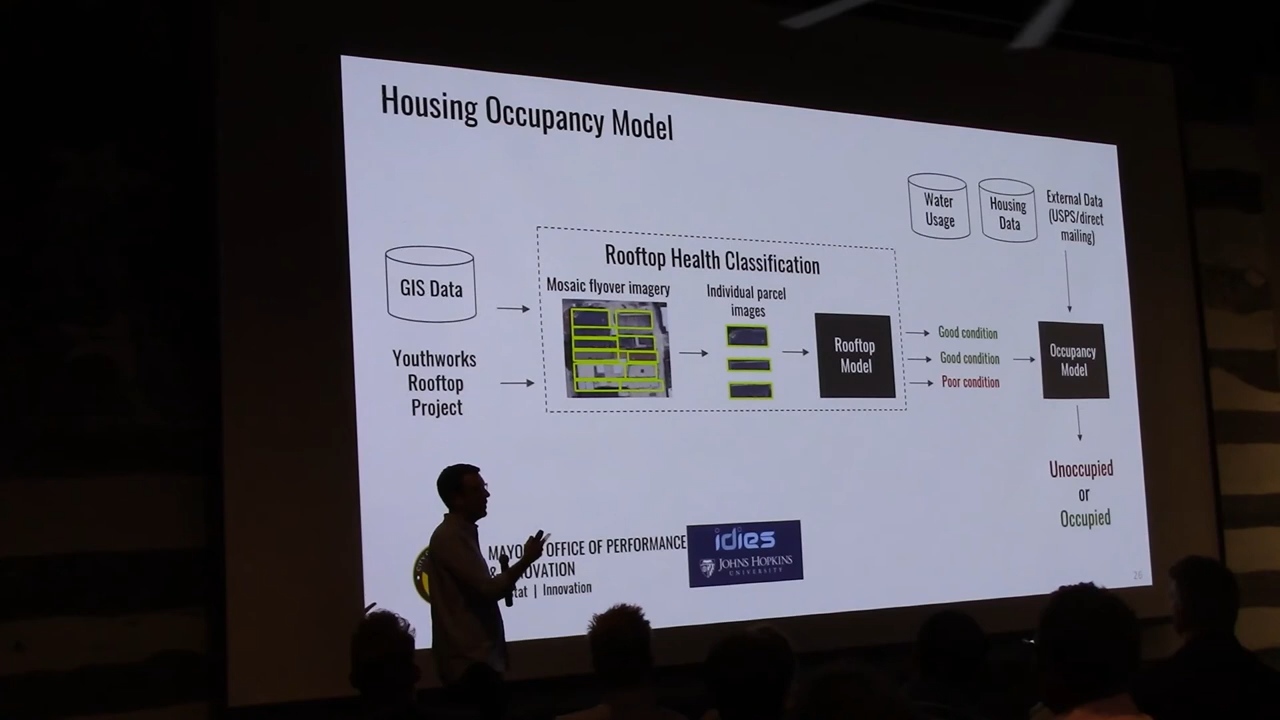 Housing Occupancy Model
Water
Usage
Housing
Data
External Data
(USPS/direct
mailing)
GIS Data
Youthworks
Rooftop
Project
Rooftop Health Classification
Mosaic flyover imagery
Individual parcel
images
Rooftop
Model
Good condition
Good condition
Poor condition
Occupancy
Model
Unoccupied
or
Occupied
OFFICE OF PERFORMANCE
&
| Innovation
idies
JOHNS HOPKINS
UNIVERSITY
26